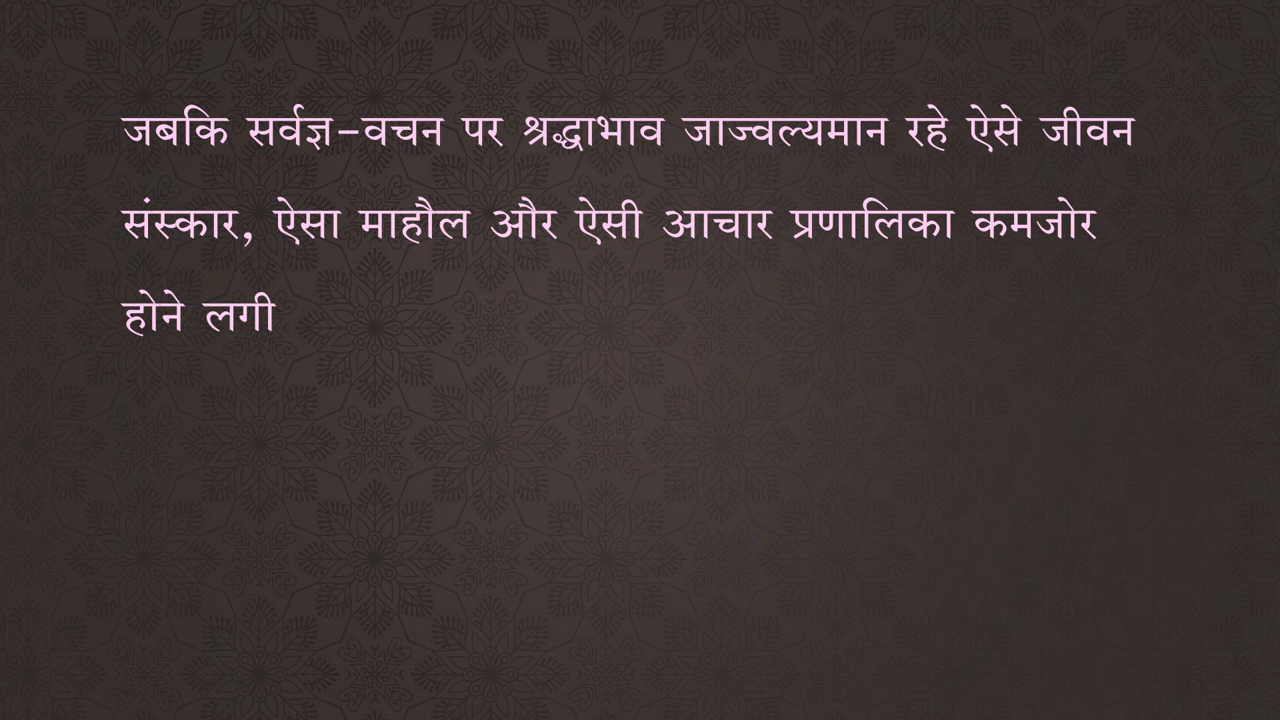 जबकि सर्वज्ञ-वचन पर श्रद्धाभाव जाज्वल्यमान रहे ऐसे जीवन
संस्कार, ऐसा माहौल और ऐसी आचार प्रणालिका कमजोर
होने लगी